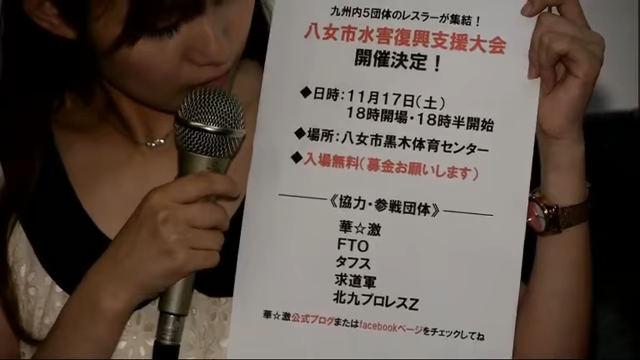 九州内5団体のレスラーが集結！
八女市水害復興支援大会
開催決定！
◆日時：11月17日（土）
18時開場・18時半開始
◆場所：八女市黒木体育センター
◆入場無料（募金お願いします）
《協力・参戦団体》
華☆激
FTO
タフス
求道軍
北九プロレスZ
華☆激公式ブログまたはfacebookページをチェックしてね